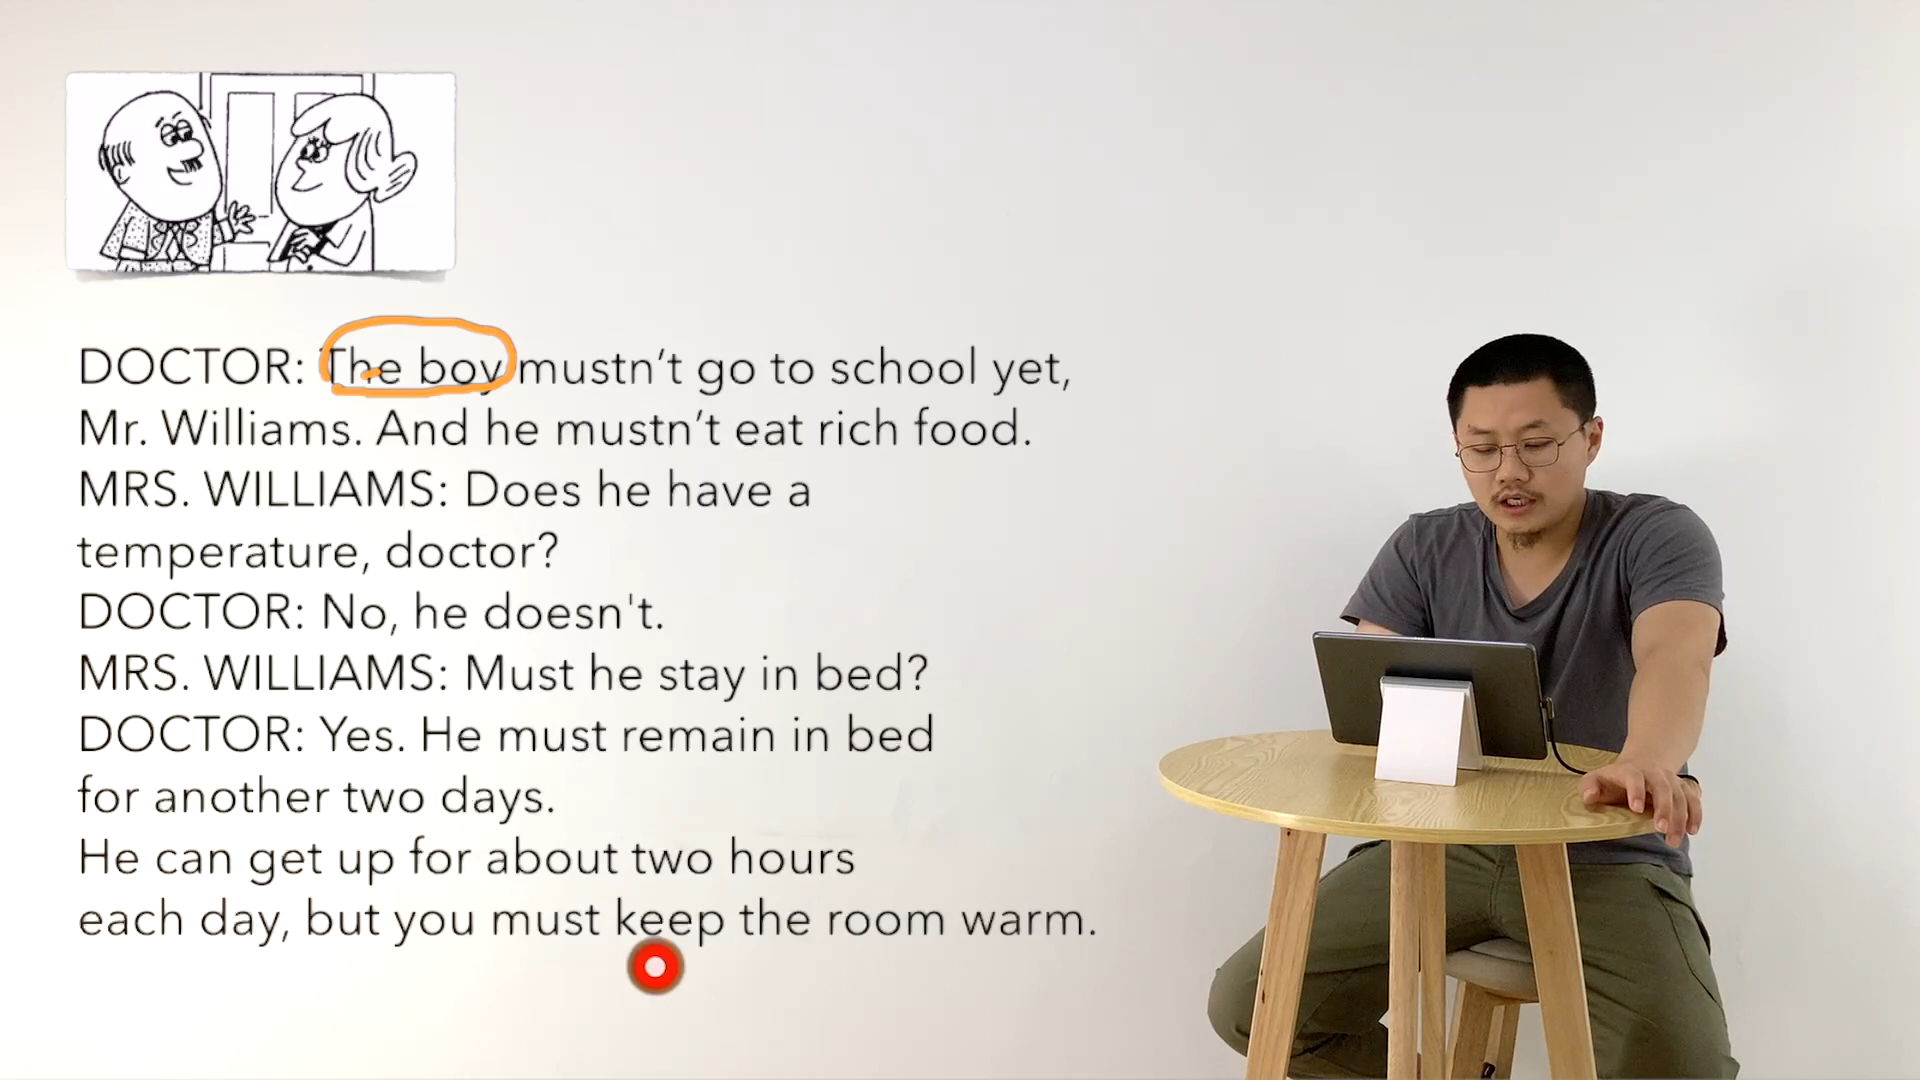 DOCTOR: The boy mustn’t go to school yet,
Mr. Williams. And he mustn’t eat rich food.
MRS. WILLIAMS: Does he have a
temperature, doctor?
DOCTOR: No, he doesn't.
MRS. WILLIAMS: Must he stay in bed?
DOCTOR: Yes. He must remain in bed
for another two days.
He can get up for about two hours
each day, but you must keep the room warm.